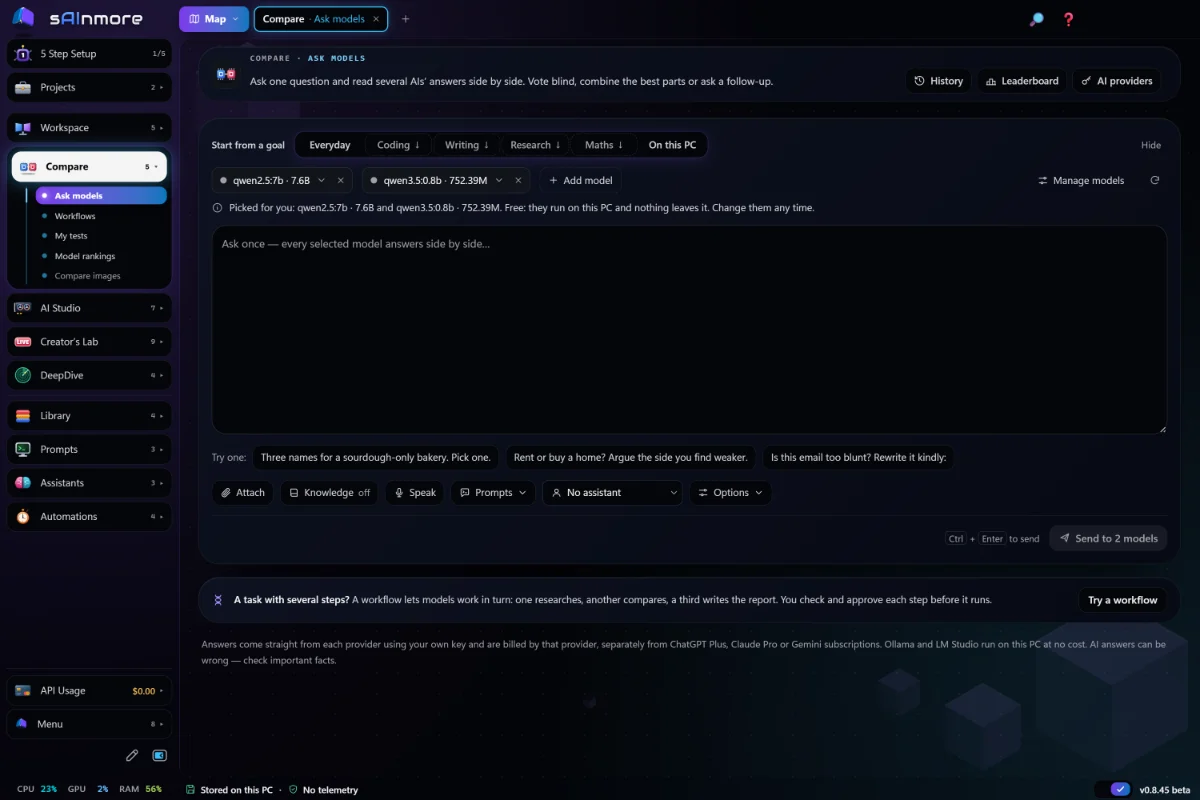 sAInmore
Map
Compare · Ask models ×
+
?
5 Step Setup 1/5
Projects 2
Workspace 5
Compare 5
Ask models
Workflows
My tests
Model rankings
Compare images
AI Studio 7
LIVE Creator's Lab 9
DeepDive 4
Library 4
Prompts 3
Assistants 3
Automations 4
API Usage $0.00
Menu 8
COMPARE · ASK MODELS
Ask one question and read several AIs’ answers side by side. Vote blind, combine the best parts or ask a follow-up.
History
Leaderboard
AI providers
Start from a goal
Everyday
Coding ↓
Writing ↓
Research ↓
Maths ↓
On this PC
Hide
qwen2.5:7b · 7.6B ×
qwen3.5:0.8b · 752.39M ×
+ Add model
Manage models
Picked for you: qwen2.5:7b · 7.6B and qwen3.5:0.8b · 752.39M. Free: they run on this PC and nothing leaves it. Change them any time.
Ask once — every selected model answers side by side...
Try one:
Three names for a sourdough-only bakery. Pick one.
Rent or buy a home? Argue the side you find weaker.
Is this email too blunt? Rewrite it kindly:
Attach
Knowledge off
Speak
Prompts
No assistant
Options
Ctrl + Enter to send
Send to 2 models
A task with several steps? A workflow lets models work in turn: one researches, another compares, a third writes the report. You check and approve each step before it runs.
Try a workflow
Answers come straight from each provider using your own key and are billed by that provider, separately from ChatGPT Plus, Claude Pro or Gemini subscriptions. Ollama and LM Studio run on this PC at no cost. AI answers can be
wrong — check important facts.
CPU 23% GPU 2% RAM 56%
Stored on this PC · No telemetry
v0.8.45 beta